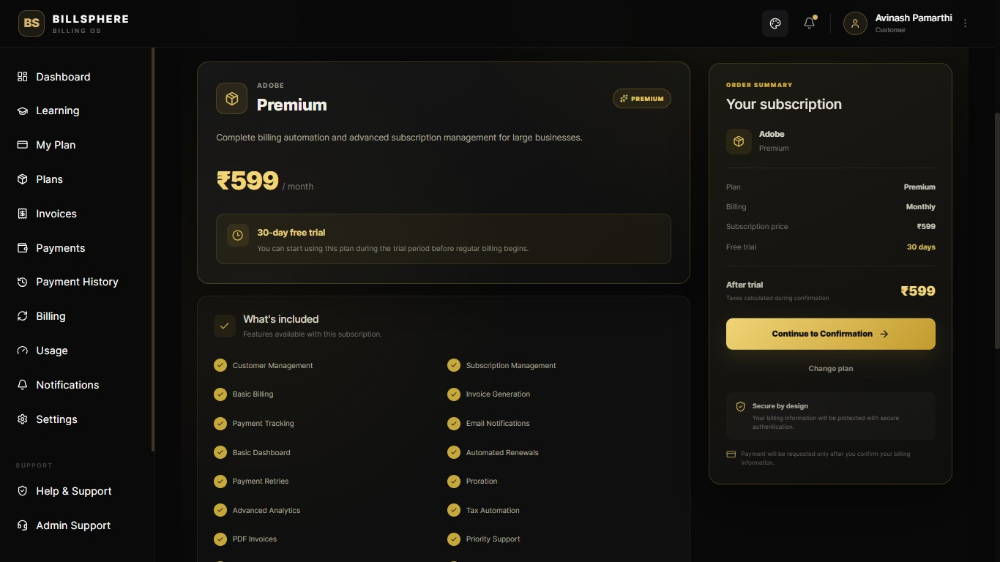 BS
BILLSPHERE
BILLING OS
Avinash Pamarthi
Customer
Dashboard
Learning
My Plan
Plans
Invoices
Payments
Payment History
Billing
Usage
Notifications
Settings
SUPPORT
Help & Support
Admin Support
ADOBE
Premium
PREMIUM
Complete billing automation and advanced subscription management for large businesses.
₹599 / month
30-day free trial
You can start using this plan during the trial period before regular billing begins.
What's included
Features available with this subscription.
Customer Management
Subscription Management
Basic Billing
Invoice Generation
Payment Tracking
Email Notifications
Basic Dashboard
Automated Renewals
Payment Retries
Proration
Advanced Analytics
Tax Automation
PDF Invoices
Priority Support
ORDER SUMMARY
Your subscription
Adobe
Premium
Plan Premium
Billing Monthly
Subscription price ₹599
Free trial 30 days
After trial
Taxes calculated during confirmation
₹599
Continue to Confirmation
Change plan
Secure by design
Your billing information will be protected with secure
authentication.
Payment will be requested only after you confirm your billing
information.